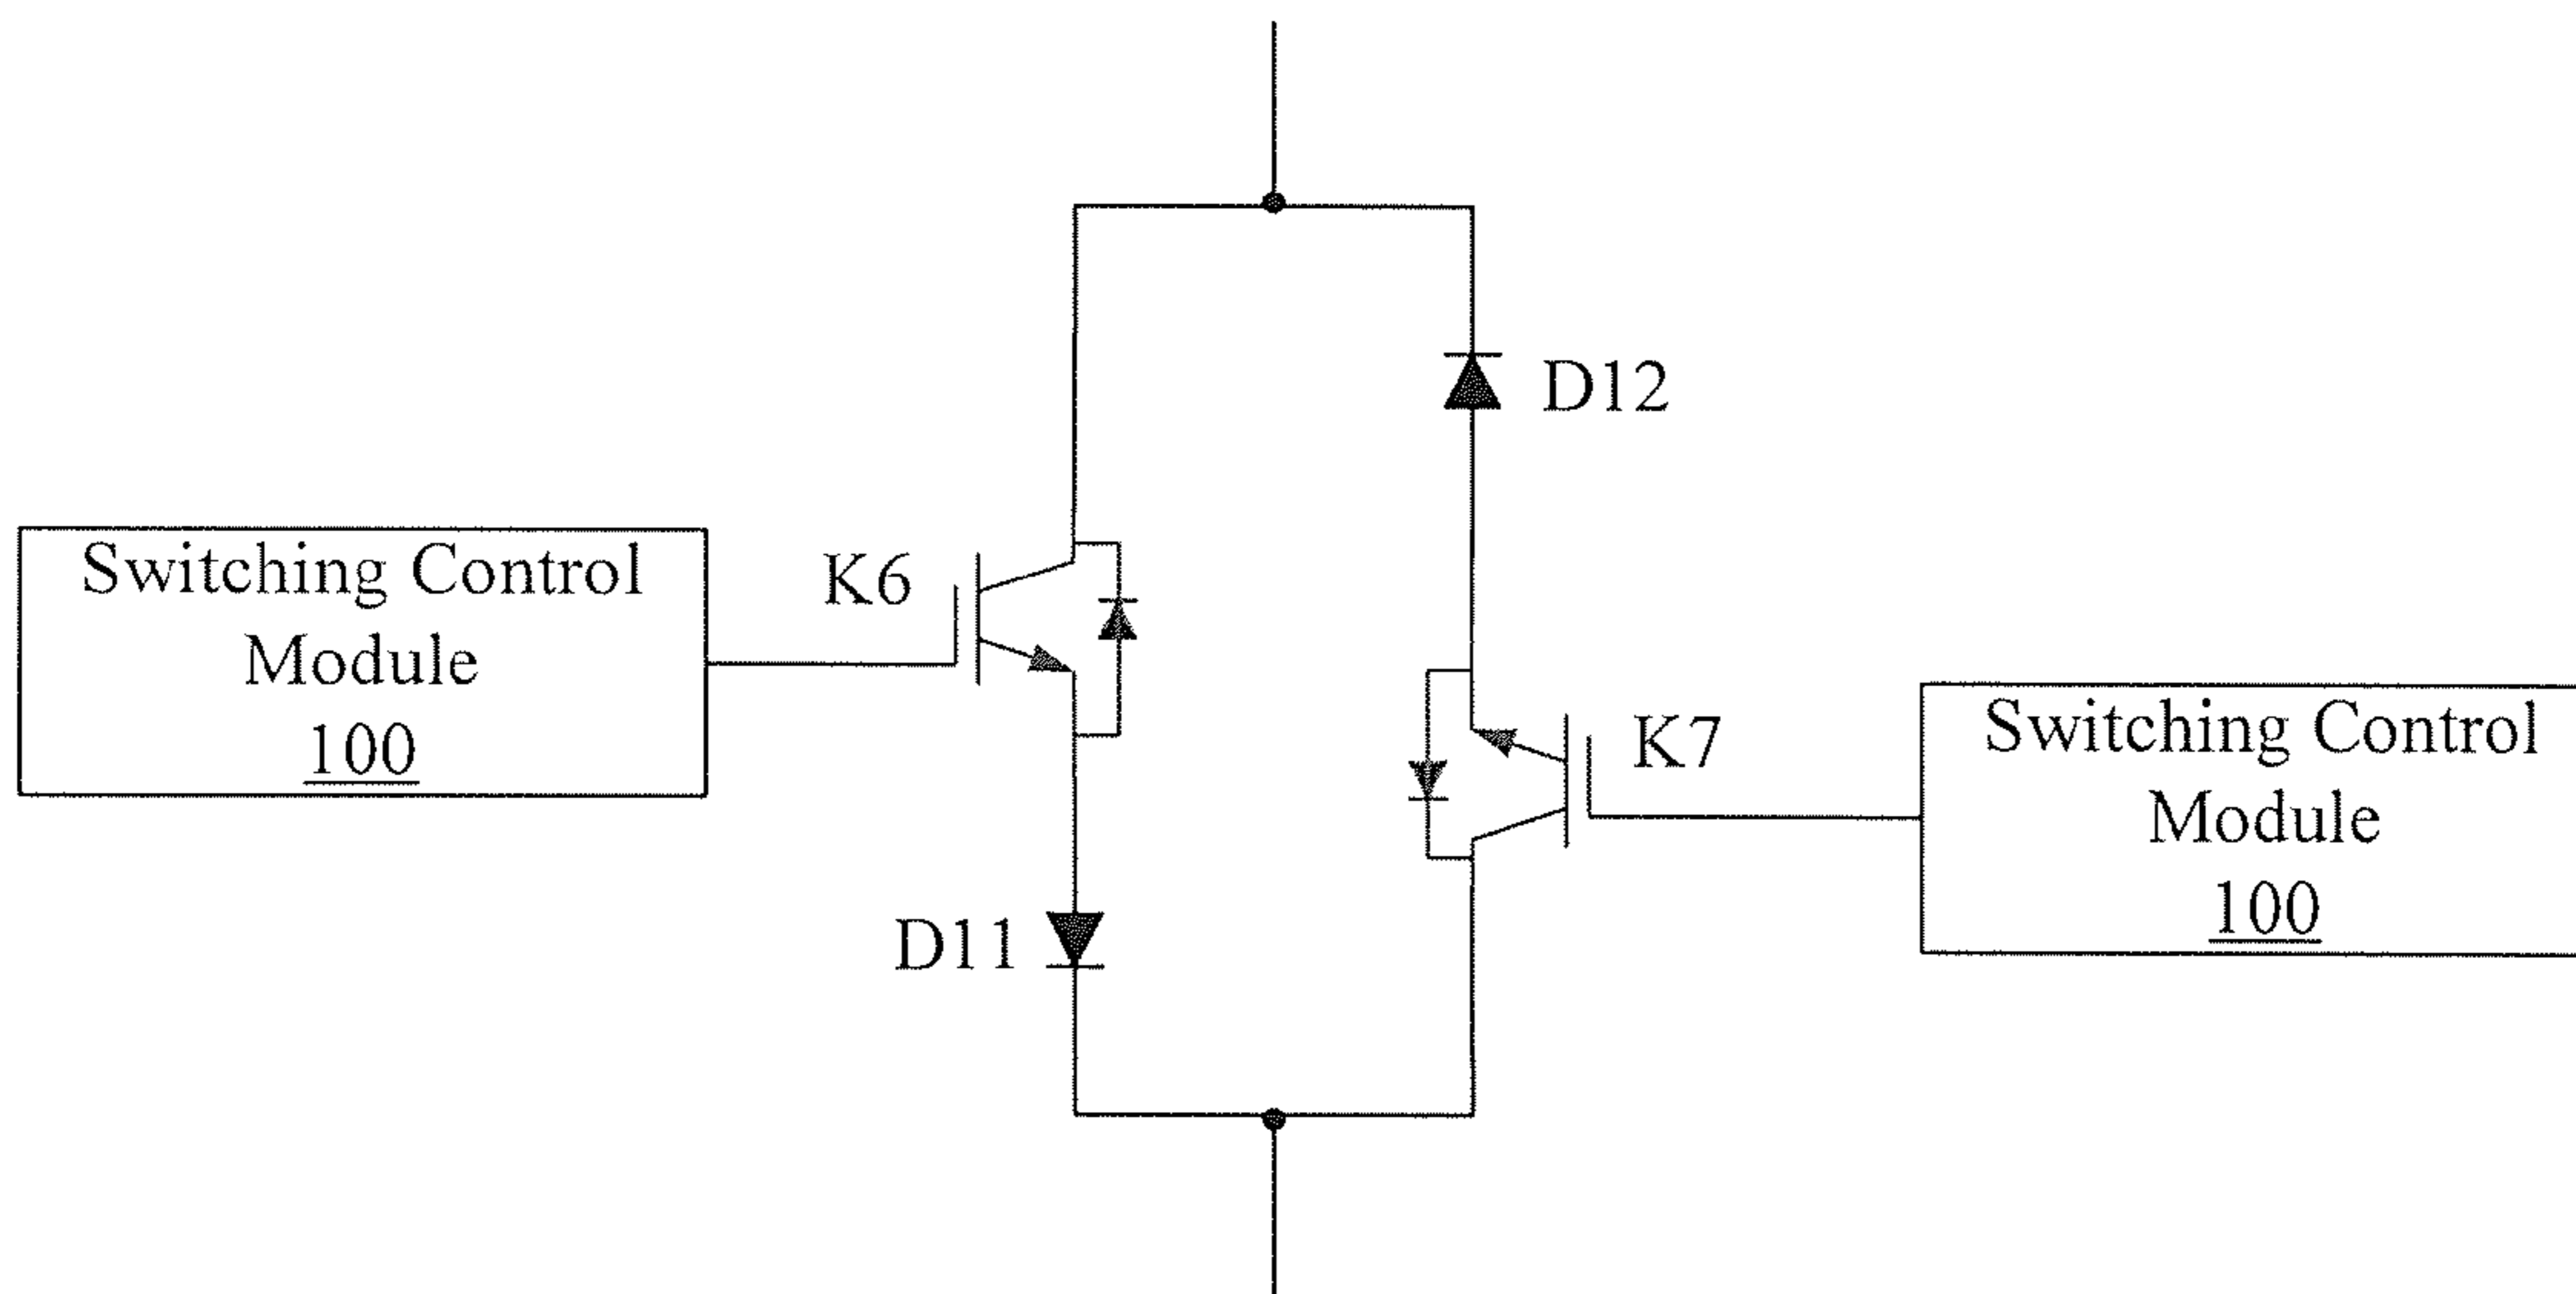 D12
Switching Control
Module
100
K6
K7
Switching Control
Module
100
D11